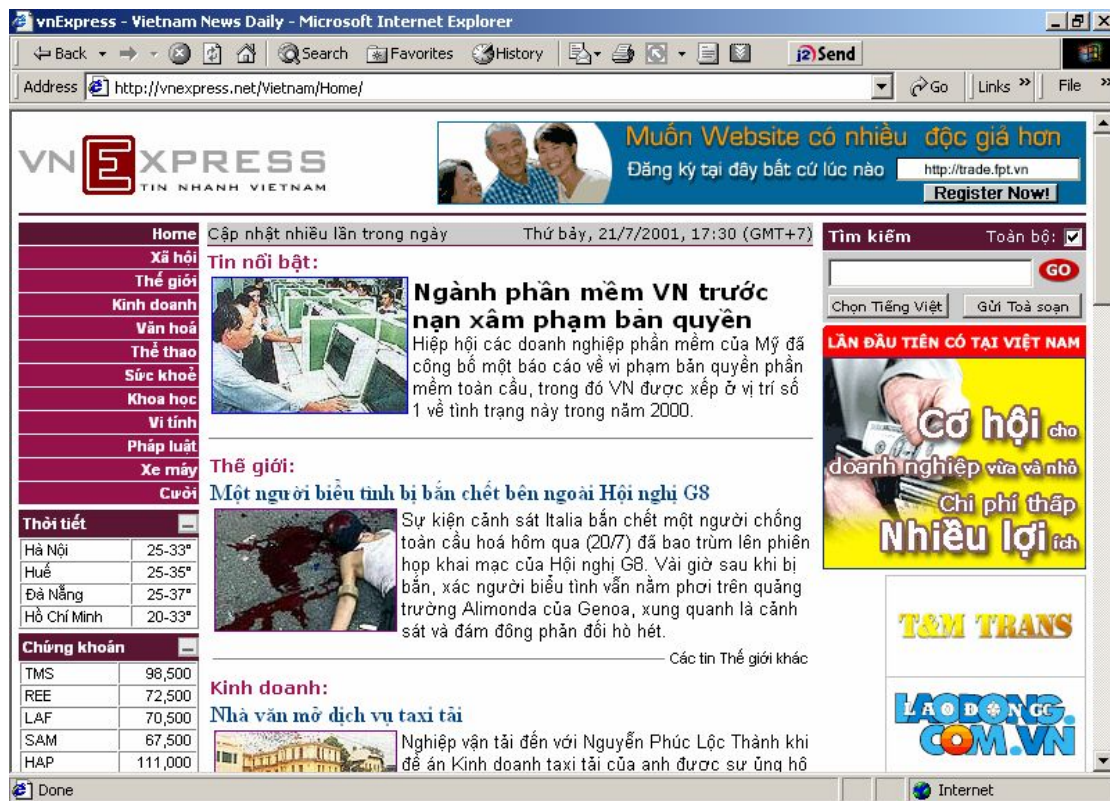 vnExpress - Vietnam News Daily - Microsoft Internet Explorer
Back Search Favorites History j2 Send
Address http://vnexpress.net/Vietnam/Home/ Go Links » File »
VN EXPRESS
TIN NHANH VIETNAM
Muốn Website có nhiều độc giả hơn
Đăng ký tại đây bất cứ lúc nào http://trade.fpt.vn
Register Now!
Home
Xã hội
Thế giới
Kinh doanh
Văn hoá
Thể thao
Sức khoẻ
Khoa học
Vi tính
Pháp luật
Xe máy
Cười
Thời tiết
Hà Nội 25-33°
Huế 25-35°
Đà Nẵng 25-37°
Hồ Chí Minh 20-33°
Chứng khoán
TMS 98,500
REE 72,500
LAF 70,500
SAM 67,500
HAP 111,000
Cập nhật nhiều lần trong ngày Thứ bảy, 21/7/2001, 17:30 (GMT+7)
Tin nổi bật:
Ngành phần mềm VN trước
nạn xâm phạm bản quyền
Hiệp hội các doanh nghiệp phần mềm của Mỹ đã
công bố một báo cáo về vi phạm bản quyền phần
mềm toàn cầu, trong đó VN được xếp ở vị trí số
1 về tình trạng này trong năm 2000.
Thế giới:
Một người biểu tình bị bắn chết bên ngoài Hội nghị G8
Sự kiện cảnh sát Italia bắn chết một người chống
toàn cầu hoá hôm qua (20/7) đã bao trùm lên phiên
họp khai mạc của Hội nghị G8. Vài giờ sau khi bị
bắn, xác người biểu tình vẫn nằm phơi trên quảng
trường Alimonda của Genoa, xung quanh là cảnh
sát và đám đông phản đối hò hét.
Các tin Thế giới khác
Kinh doanh:
Nhà văn mở dịch vụ taxi tải
Nghiệp vận tải đến với Nguyễn Phúc Lộc Thành khi
đề án Kinh doanh taxi tải của anh được sự ủng hộ
Tìm kiếm Toàn bộ:
GO
Chọn Tiếng Việt Gửi Toà soạn
LẦN ĐẦU TIÊN CÓ TẠI VIỆT NAM
Cơ hội cho
doanh nghiệp vừa và nhỏ
Chi phí thấp
Nhiều lợi ích
T&M TRANS
LAODONG.
COM.VN
Done Internet